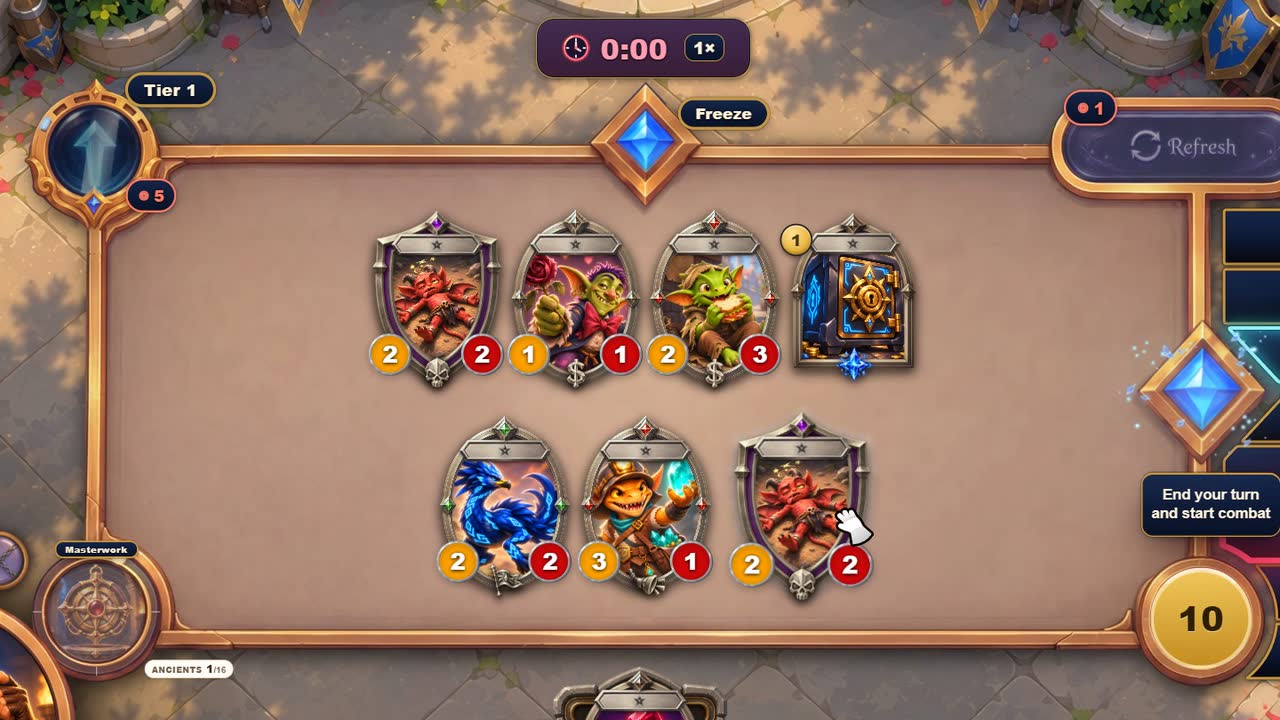 0:00
1×
Tier 1
Freeze
1
Refresh
5
1
2
2
1
1
2
3
2
2
3
1
2
2
End your turn
and start combat
Masterwork
10
ANCIENTS 1/16